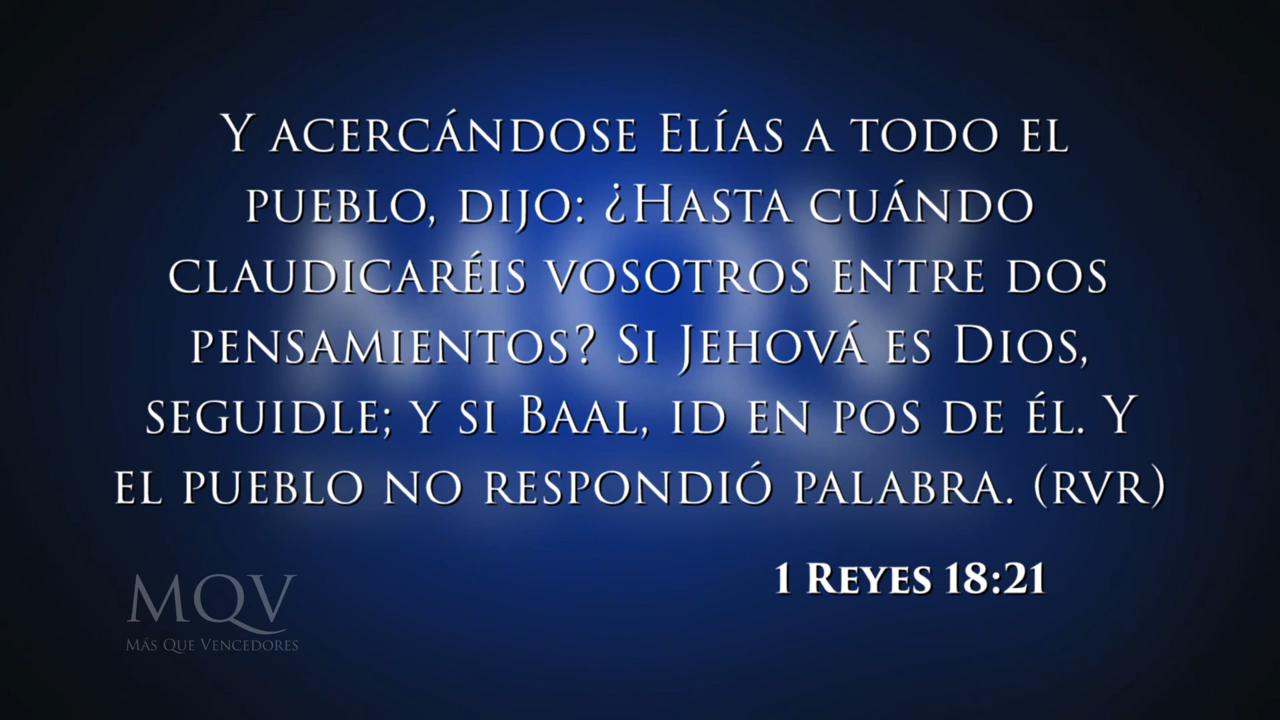 Y acercándose Elías a todo el
pueblo, dijo: ¿Hasta cuándo
claudicaréis vosotros entre dos
pensamientos? Si Jehová es Dios,
seguidle; y si Baal, id en pos de él. Y
el pueblo no respondió palabra. (rvr)
1 Reyes 18:21
MQV
Más Que Vencedores